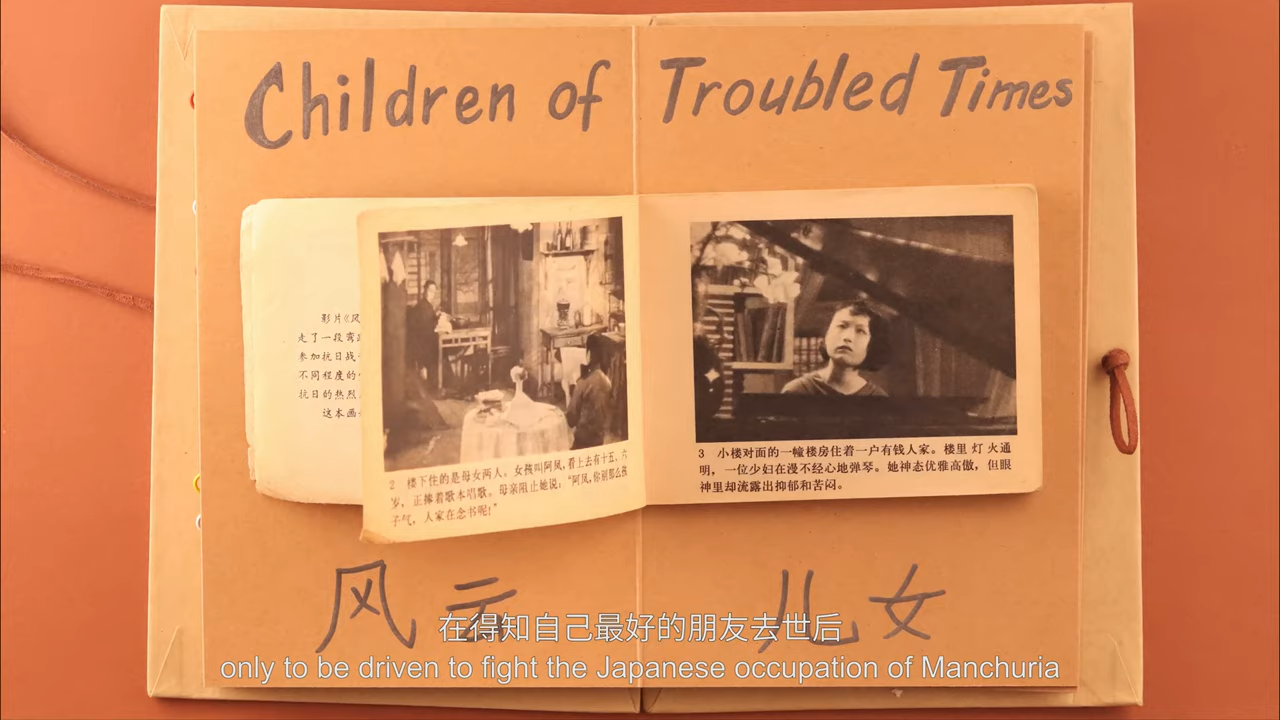 Children of Troubled Times
影片《风
走了一段弯
参加抗日战
不同程度的
抗日的热烈
这本画
2 楼下住的是母女两人。女孩叫阿凤,看上去有十五、六
岁,正捧着歌本唱歌。母亲阻止她说:“阿凤,你别那么孩
子气,人家在念书呢!”
3 小楼对面的一幢楼房住着一户有钱人家。楼里灯火通
明,一位少妇在漫不经心地弹琴。她神态优雅高傲,但眼
神里却流露出抑郁和苦闷。
风云儿女
在得知自己最好的朋友去世后
only to be driven to fight the Japanese occupation of Manchuria